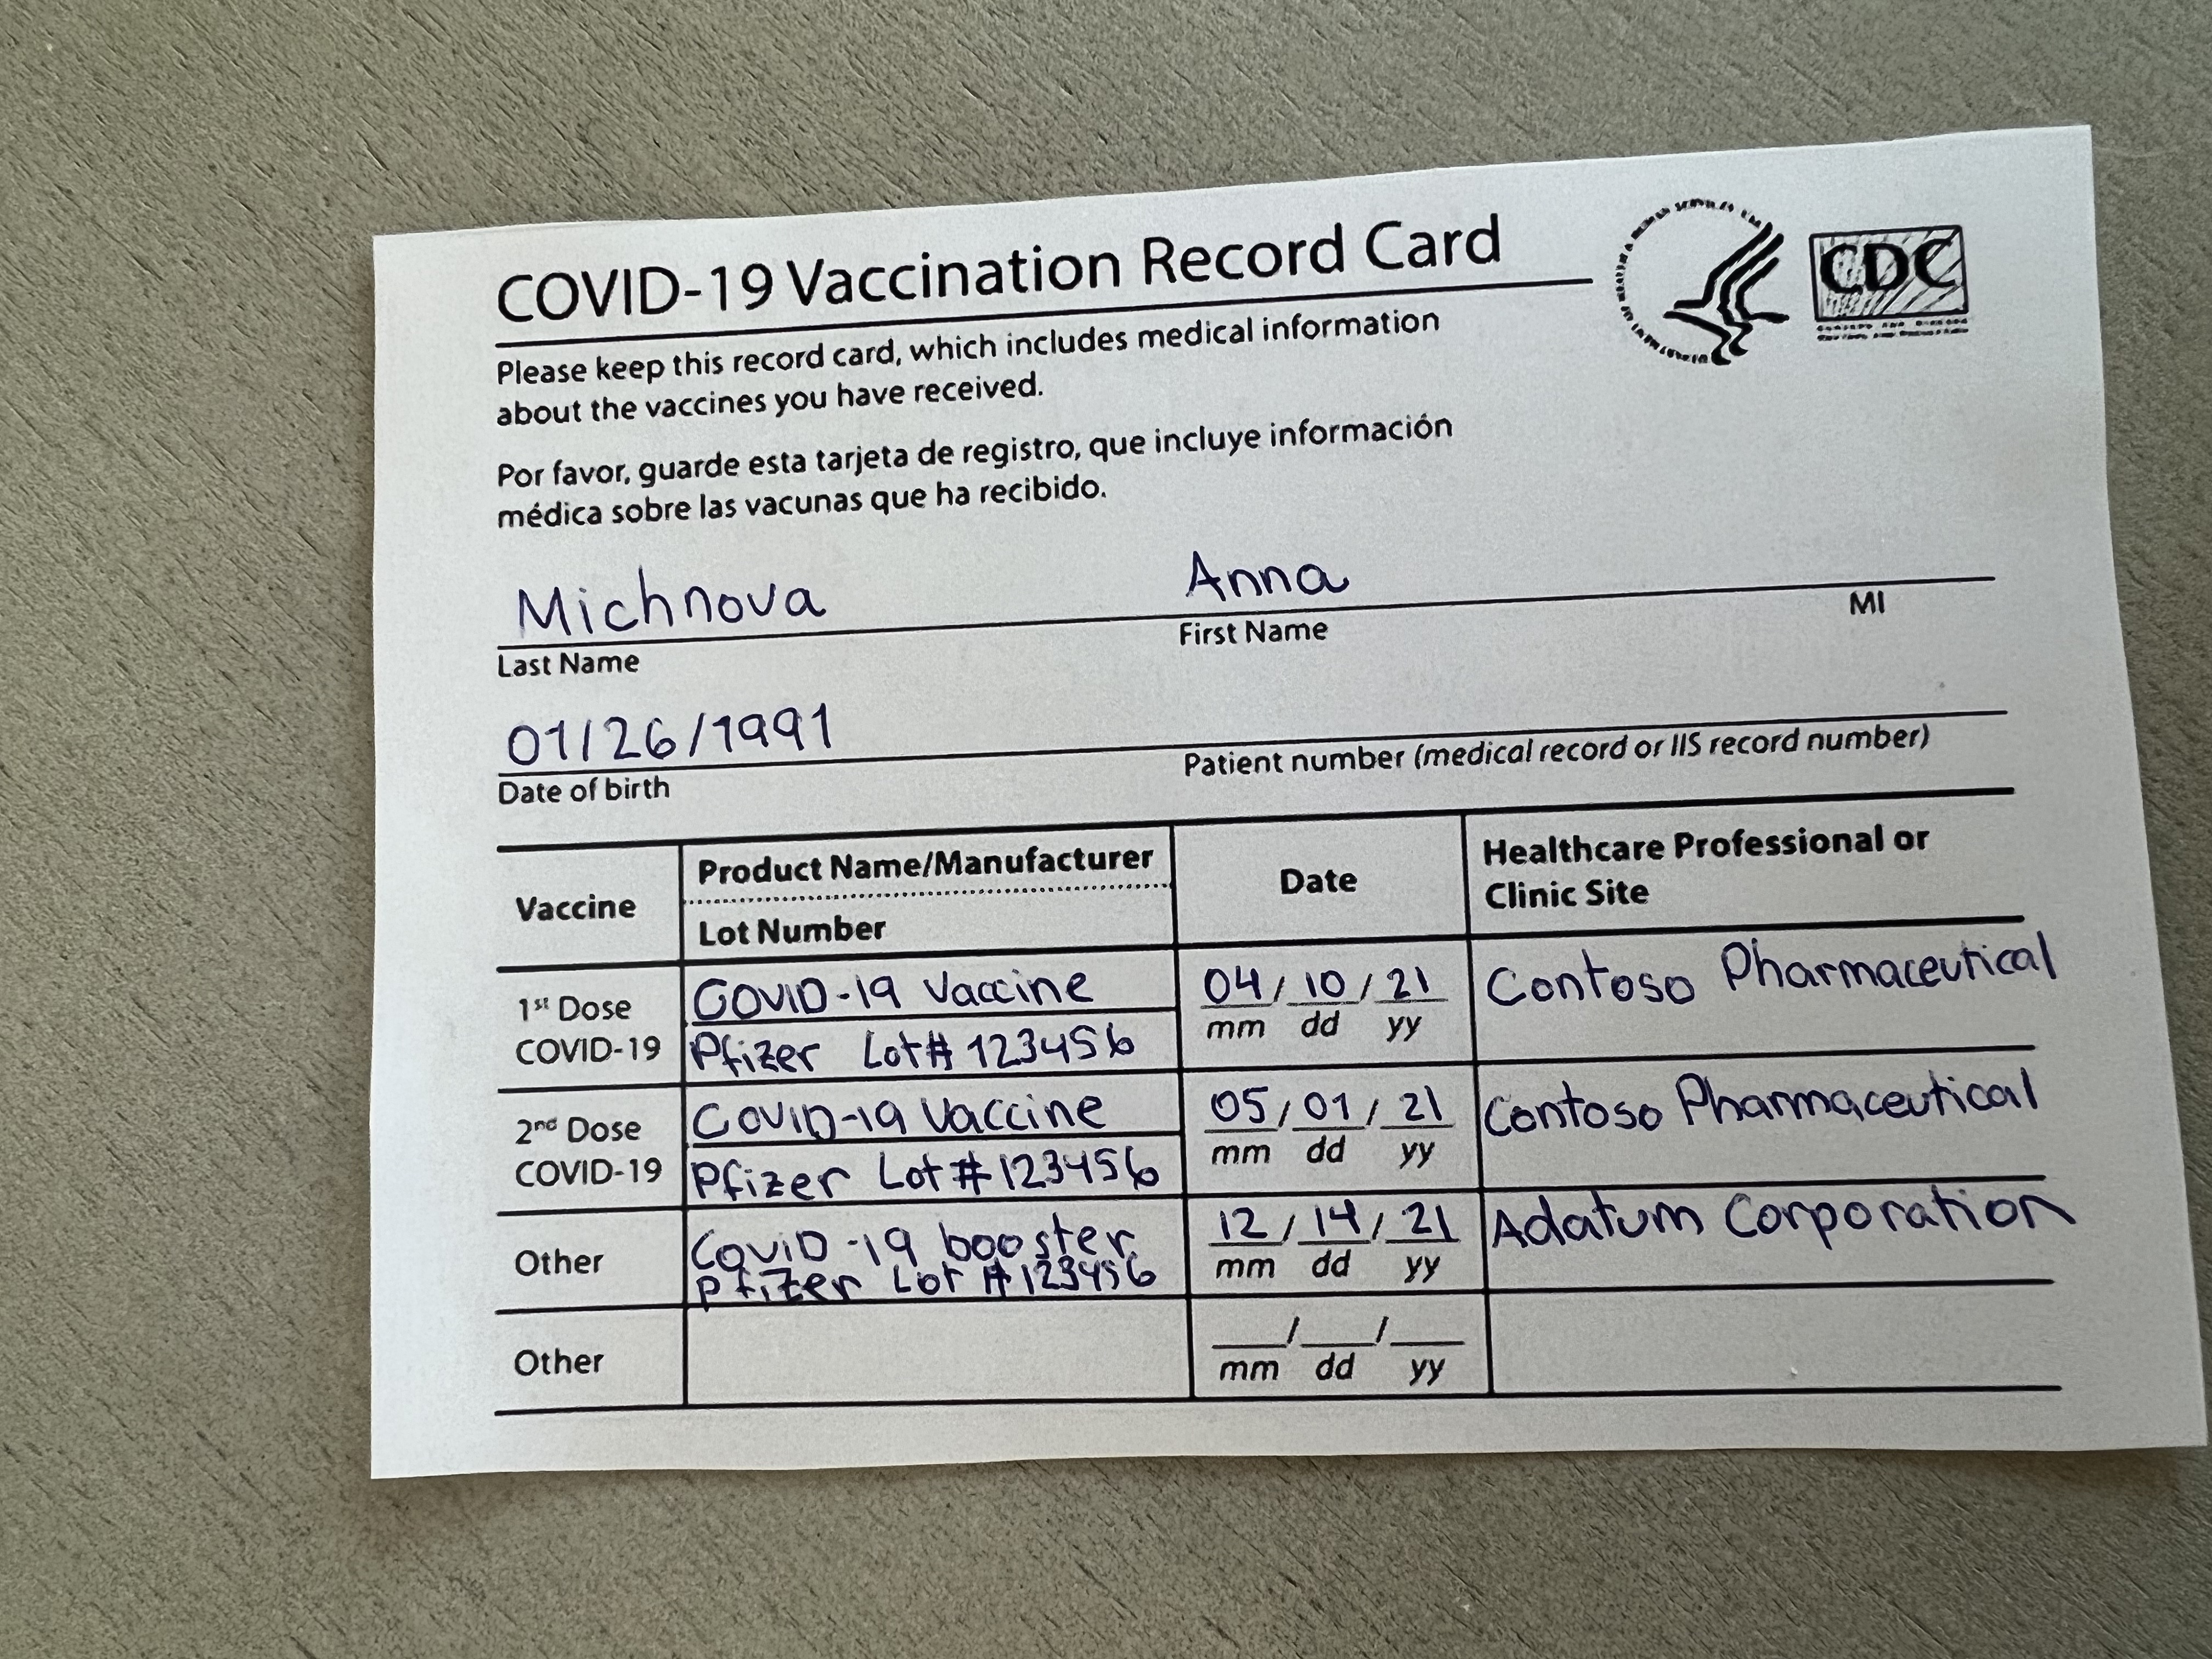 COVID-19 Vaccination Record Card
CDC
Please keep this record card, which includes medical information
about the vaccines you have received.
Por favor, guarde esta tarjeta de registro, que incluye información
médica sobre las vacunas que ha recibido.
Michnova Anna
Last Name First Name MI
01/26/1991
Date of birth Patient number (medical record or IIS record number)
Vaccine Product Name/Manufacturer Date Healthcare Professional or
Lot Number Clinic Site
1st Dose COVID-19 vaccine 04/10/21 Contoso Pharmaceutical
COVID-19 Pfizer Lot# 123456 mm dd yy
2nd Dose COVID-19 Vaccine 05/01/21 Contoso Pharmaceutical
COVID-19 Pfizer Lot#123456 mm dd yy
Other COVID-19 booster 12/14/21 Adatum Corporation
Pfizer Lot #123456 mm dd yy
Other ___/___/___
mm dd yy